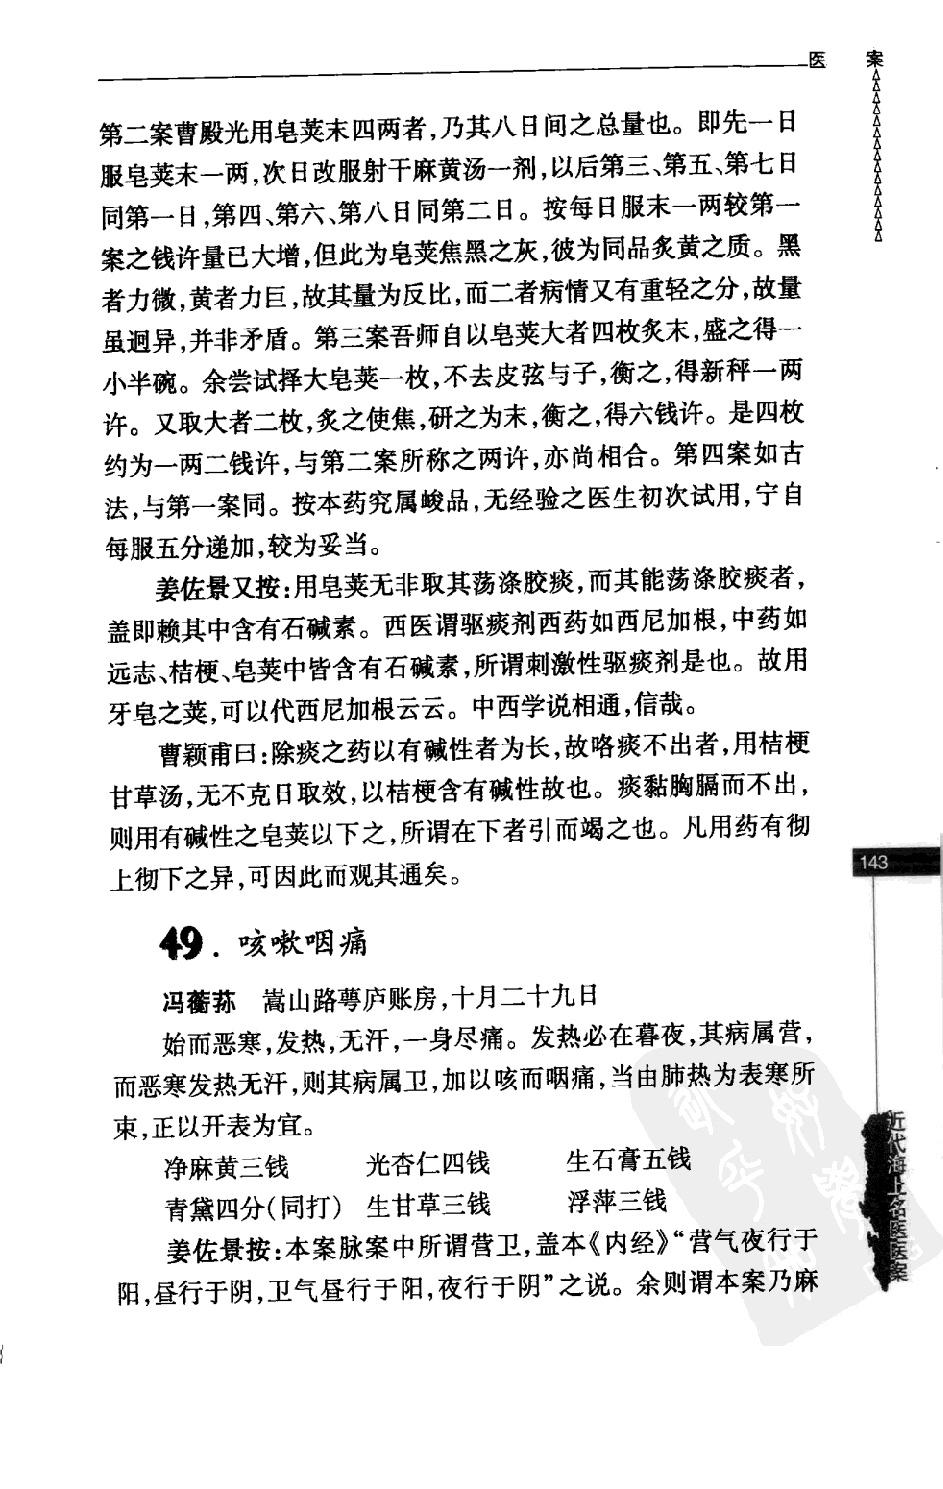 医 案
第二案曹殿光用皂荚末四两者,乃其八日间之总量也。即先一日
服皂荚末一两,次日改服射干麻黄汤一剂,以后第三、第五、第七日
同第一日,第四、第六、第八日同第二日。按每日服末一两较第一
案之钱许量已大增,但此为皂荚焦黑之灰,彼为同品炙黄之质。黑
者力微,黄者力巨,故其量为反比,而二者病情又有重轻之分,故量
虽迥异,并非矛盾。第三案吾师自以皂荚大者四枚炙末,盛之得一
小半碗。余尝试择大皂荚一枚,不去皮弦与子,衡之,得新秤一两
许。又取大者二枚,炙之使焦,研之为末,衡之,得六钱许。是四枚
约为一两二钱许,与第二案所称之两许,亦尚相合。第四案如古
法,与第一案同。按本药究属峻品,无经验之医生初次试用,宁自
每服五分递加,较为妥当。
姜佐景又按:用皂荚无非取其荡涤胶痰,而其能荡涤胶痰者,
盖即赖其中含有石碱素。西医谓驱痰剂西药如西尼加根,中药如
远志、桔梗、皂荚中皆含有石碱素,所谓刺激性驱痰剂是也。故用
牙皂之荚,可以代西尼加根云云。中西学说相通,信哉。
曹颖甫曰:除痰之药以有碱性者为长,故咯痰不出者,用桔梗
甘草汤,无不克日取效,以桔梗含有碱性故也。痰黏胸膈而不出,
则用有碱性之皂荚以下之,所谓在下者引而竭之也。凡用药有彻
上彻下之异,可因此而观其通矣。
143
49. 咳嗽咽痛
冯蘅荪 嵩山路萼庐账房,十月二十九日
始而恶寒,发热,无汗,一身尽痛。发热必在暮夜,其病属营,
而恶寒发热无汗,则其病属卫,加以咳而咽痛,当由肺热为表寒所
束,正以开表为宜。
净麻黄三钱 光杏仁四钱 生石膏五钱
青黛四分(同打) 生甘草三钱 浮萍三钱
姜佐景按:本案脉案中所谓营卫,盖本《内经》“营气夜行于
阳,昼行于阴,卫气昼行于阳,夜行于阴”之说。余则谓本案乃麻
近代海上名医医案